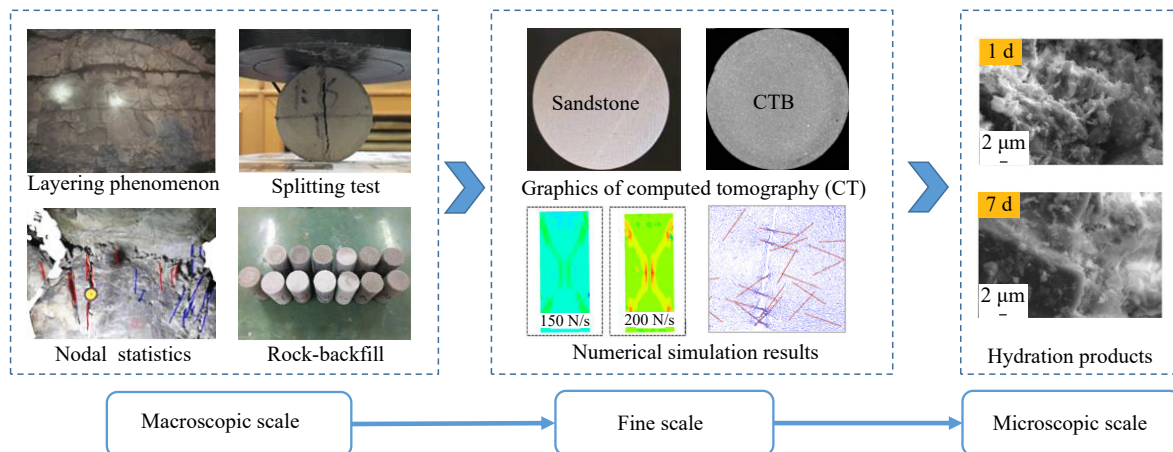 Layering phenomenon
Splitting test
Nodal statistics
Rock-backfill
Sandstone
CTB
Graphics of computed tomography (CT)
150 N/s
200 N/s
Numerical simulation results
1 d
2 μm
7 d
2 μm
Hydration products
Macroscopic scale
Fine scale
Microscopic scale